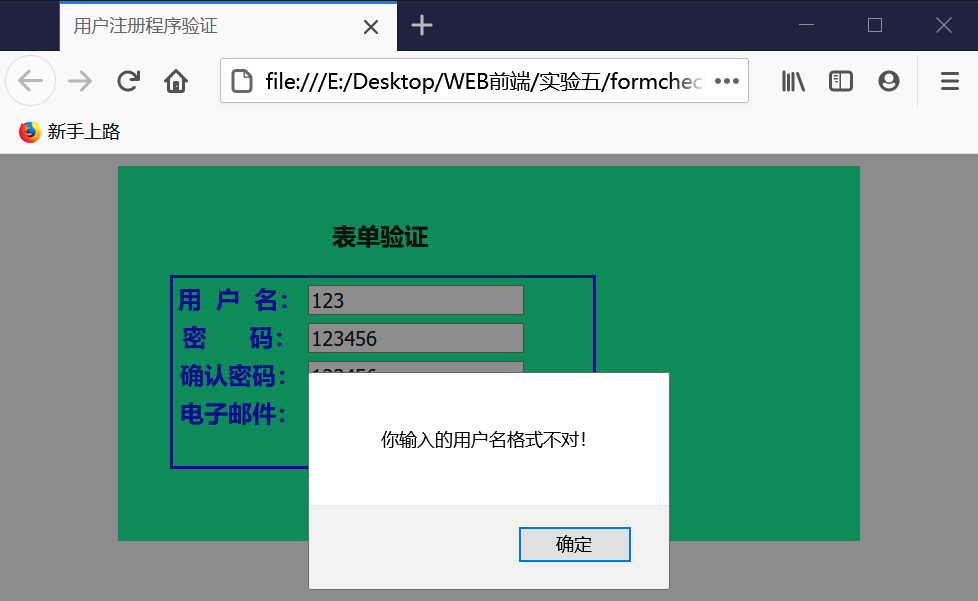 用户注册程序验证
file:///E:/Desktop/WEB前端/实验五/formchec
新手上路
表单验证
用 户 名： 123
密 码： 123456
确认密码： 123456
电子邮件：
你输入的用户名格式不对！
确定